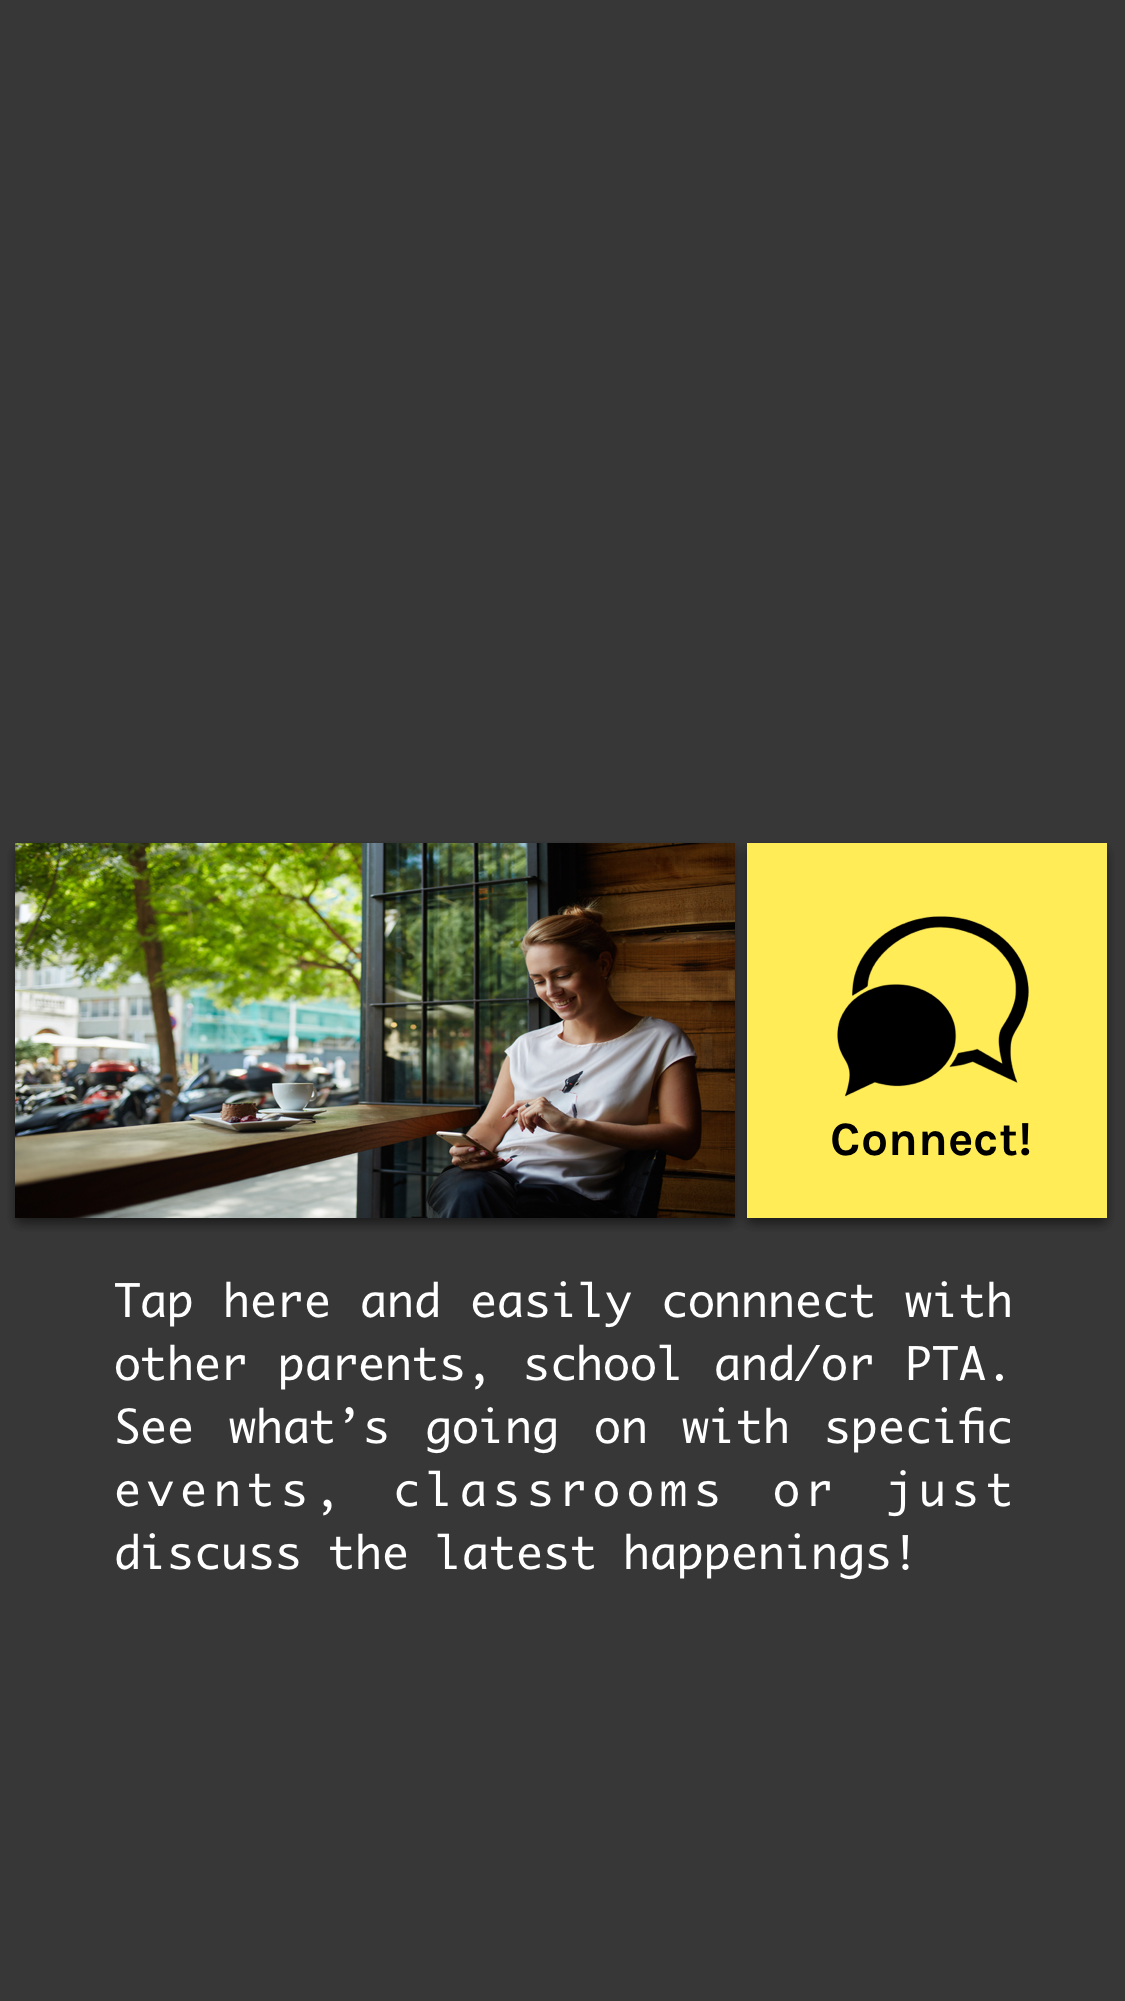 Connect!
Tap here and easily connnect with
other parents, school and/or PTA.
See what’s going on with specific
events, classrooms or just
discuss the latest happenings!